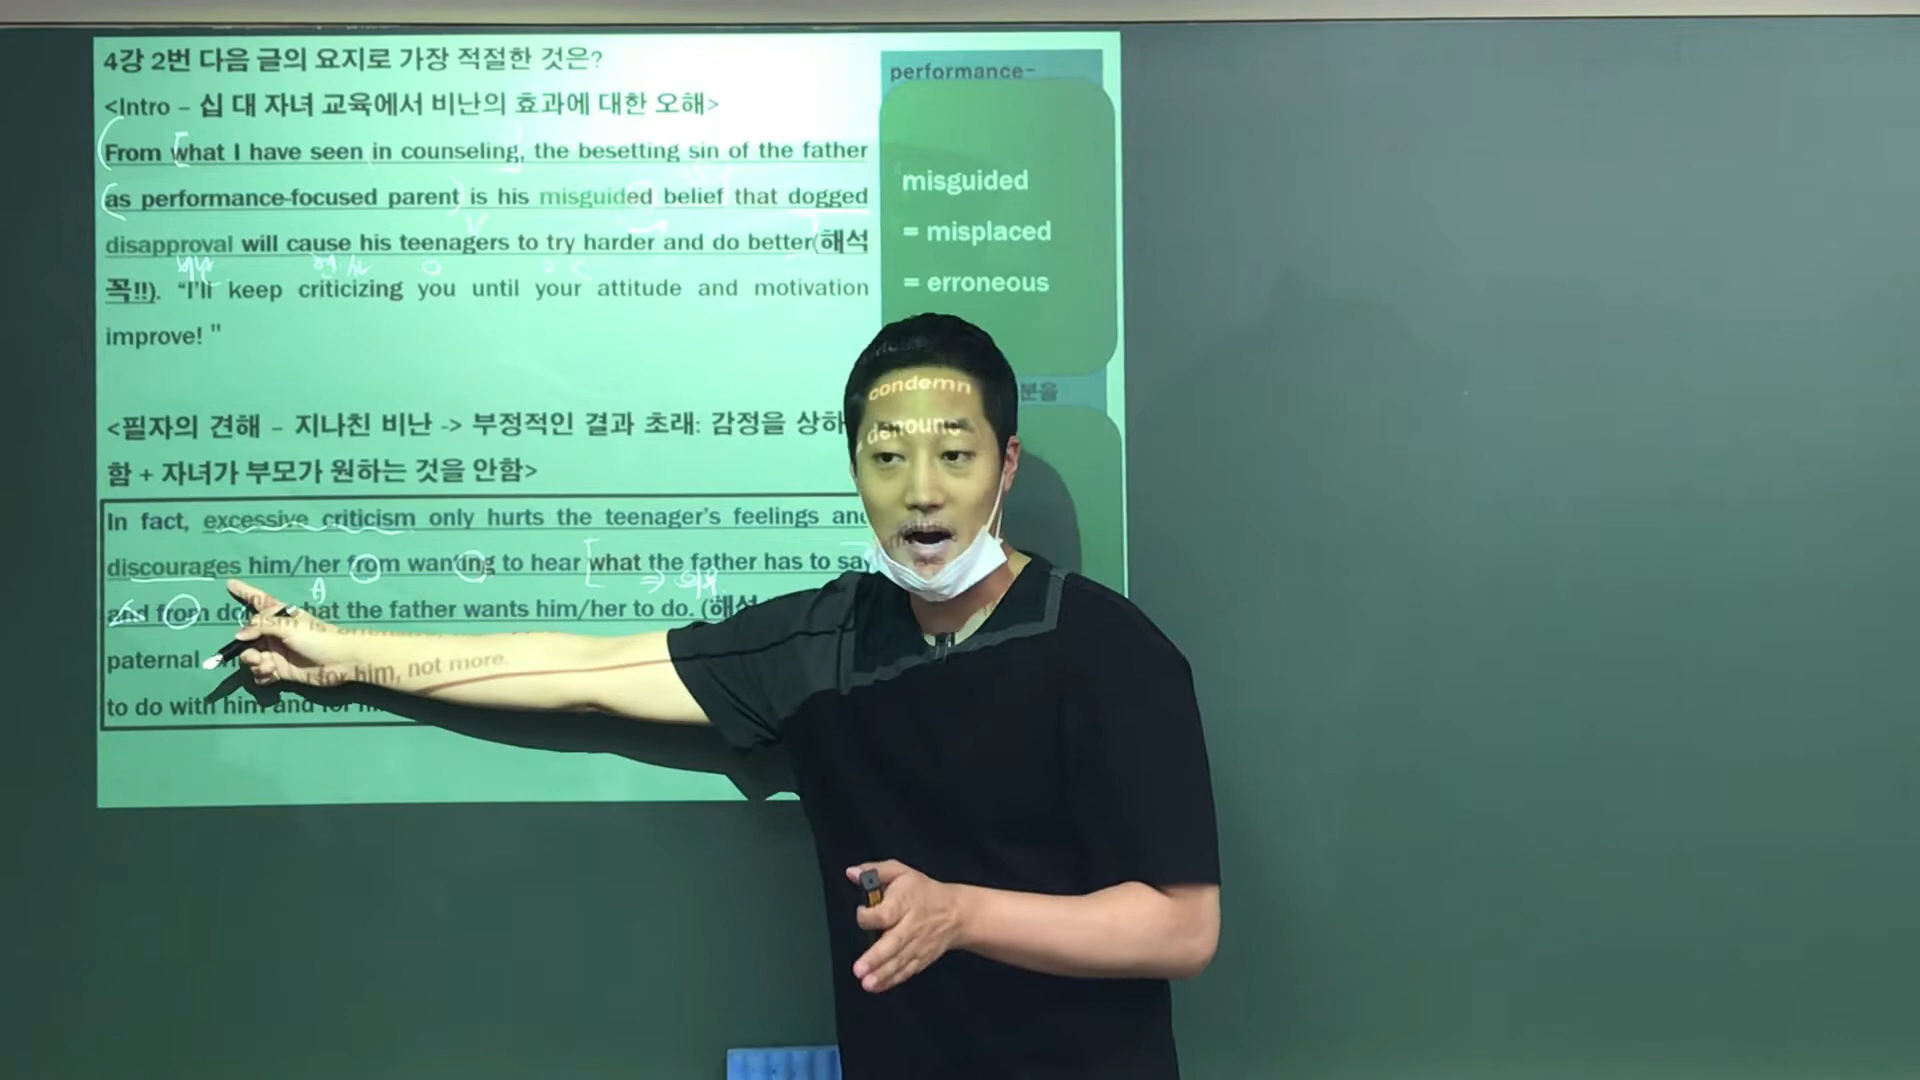 4강 2번 다음 글의 요지로 가장 적절한 것은?
<Intro – 십 대 자녀 교육에서 비난의 효과에 대한 오해>
From what I have seen in counseling, the besetting sin of the father
as performance-focused parent is his misguided belief that dogged
disapproval will cause his teenagers to try harder and do better(해석
꼭!!). “I'll keep criticizing you until your attitude and motivation
improve! "
<필자의 견해 – 지나친 비난 -> 부정적인 결과 초래: 감정을 상하
함 + 자녀가 부모가 원하는 것을 안함>
In fact, excessive criticism only hurts the teenager’s feelings and
discourages him/her from wanting to hear what the father has to say
and from what the father wants him/her to do. (해석
paternal for him, not more.
to do with him and for
performance-
misguided
= misplaced
= erroneous
분을
condemn